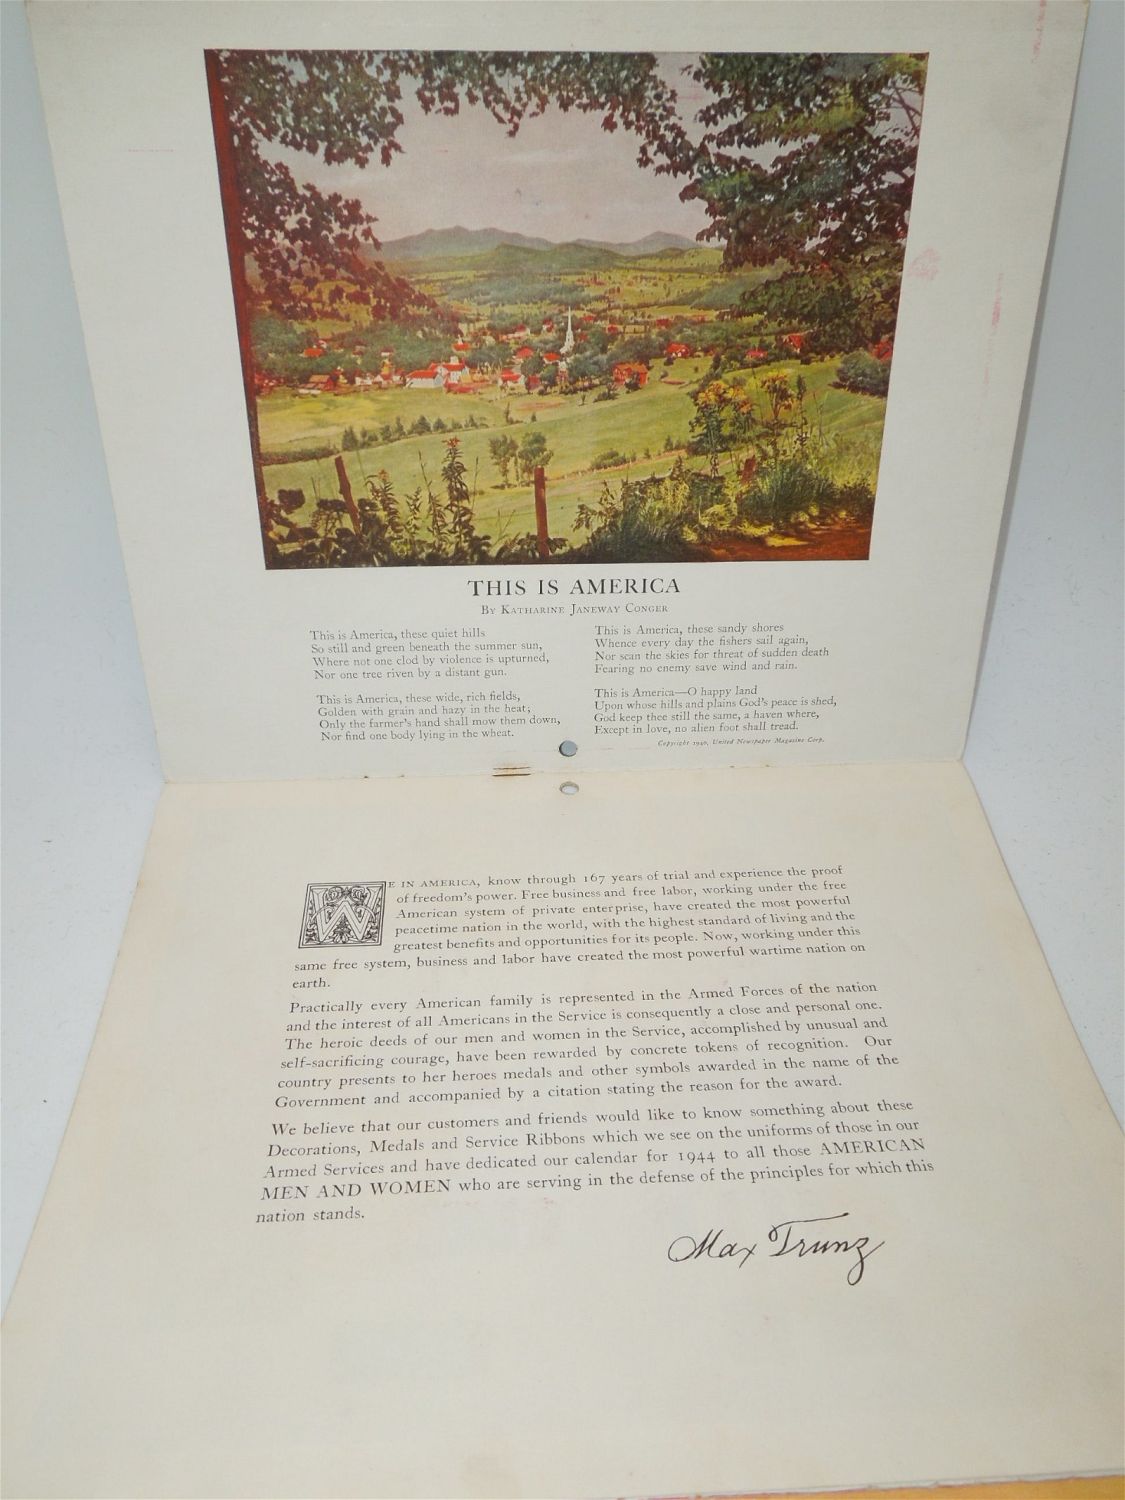 THIS IS AMERICA
By Katharine Janeway Conger
This is America, these quiet hills
So still and green beneath the summer sun,
Where not one clod by violence is upturned,
Nor one tree riven by a distant gun.
This is America, these wide, rich fields,
Golden with grain and hazy in the heat;
Only the farmer's hand shall mow them down,
Nor find one body lying in the wheat.
This is America, these sandy shores
Whence every day the fishers sail again,
Nor scan the skies for threat of sudden death
Fearing no enemy save wind and rain.
This is America—O happy land
Upon whose hills and plains God's peace is shed,
God keep thee still the same, a haven where,
Except in love, no alien foot shall tread.
Copyright 1940, United Newspaper Magazine Corp.
WE IN AMERICA, know through 167 years of trial and experience the proof
of freedom's power. Free business and free labor, working under the free
American system of private enterprise, have created the most powerful
peacetime nation in the world, with the highest standard of living and the
greatest benefits and opportunities for its people. Now, working under this
same free system, business and labor have created the most powerful wartime nation on
earth.
Practically every American family is represented in the Armed Forces of the nation
and the interest of all Americans in the Service is consequently a close and personal one.
The heroic deeds of our men and women in the Service, accomplished by unusual and
self-sacrificing courage, have been rewarded by concrete tokens of recognition. Our
country presents to her heroes medals and other symbols awarded in the name of the
Government and accompanied by a citation stating the reason for the award.
We believe that our customers and friends would like to know something about these
Decorations, Medals and Service Ribbons which we see on the uniforms of those in our
Armed Services and have dedicated our calendar for 1944 to all those AMERICAN
MEN AND WOMEN who are serving in the defense of the principles for which this
nation stands.
Max Trunz